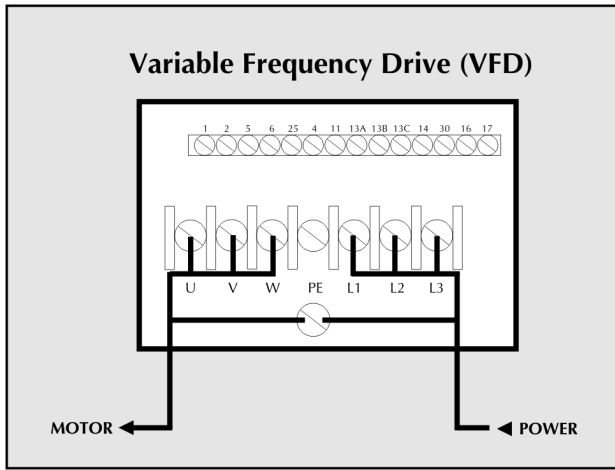 Variable Frequency Drive (VFD)
1 2 5 6 25 4 11 13A 13B 13C 14 30 16 17
U V W PE L1 L2 L3
MOTOR POWER